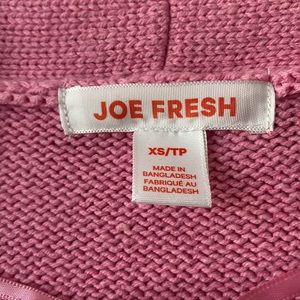 JOE FRESH
XS/TP
MADE IN
BANGLADESH
FABRIQUÉ AU
BANGLADESH